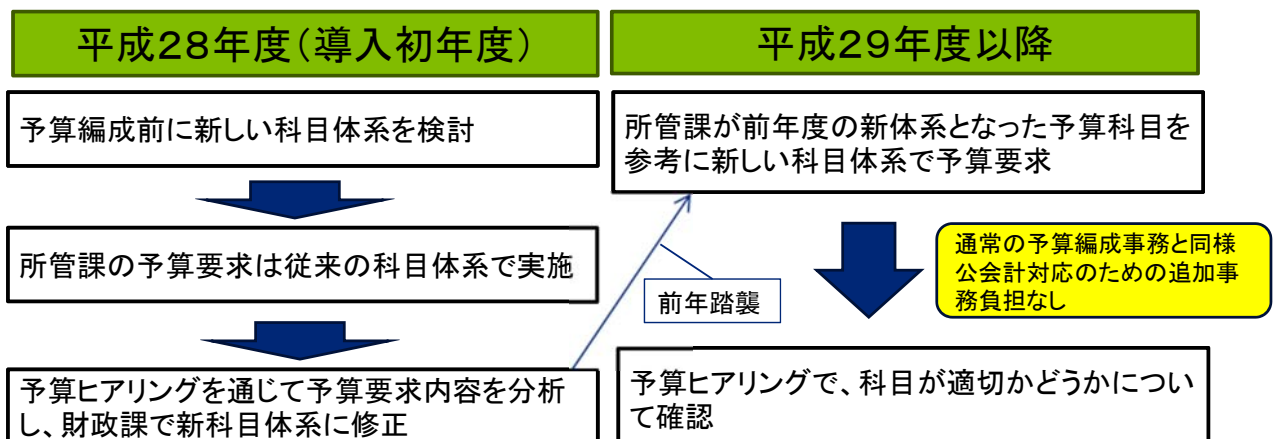 平成28年度(導入初年度)
予算編成前に新しい科目体系を検討
所管課の予算要求は従来の科目体系で実施
予算ヒアリングを通じて予算要求内容を分析
し、財政課で新科目体系に修正
前年踏襲
平成29年度以降
所管課が前年度の新体系となった予算科目を
参考に新しい科目体系で予算要求
通常の予算編成事務と同様
公会計対応のための追加事
務負担なし
予算ヒアリングで、科目が適切かどうかについ
て確認